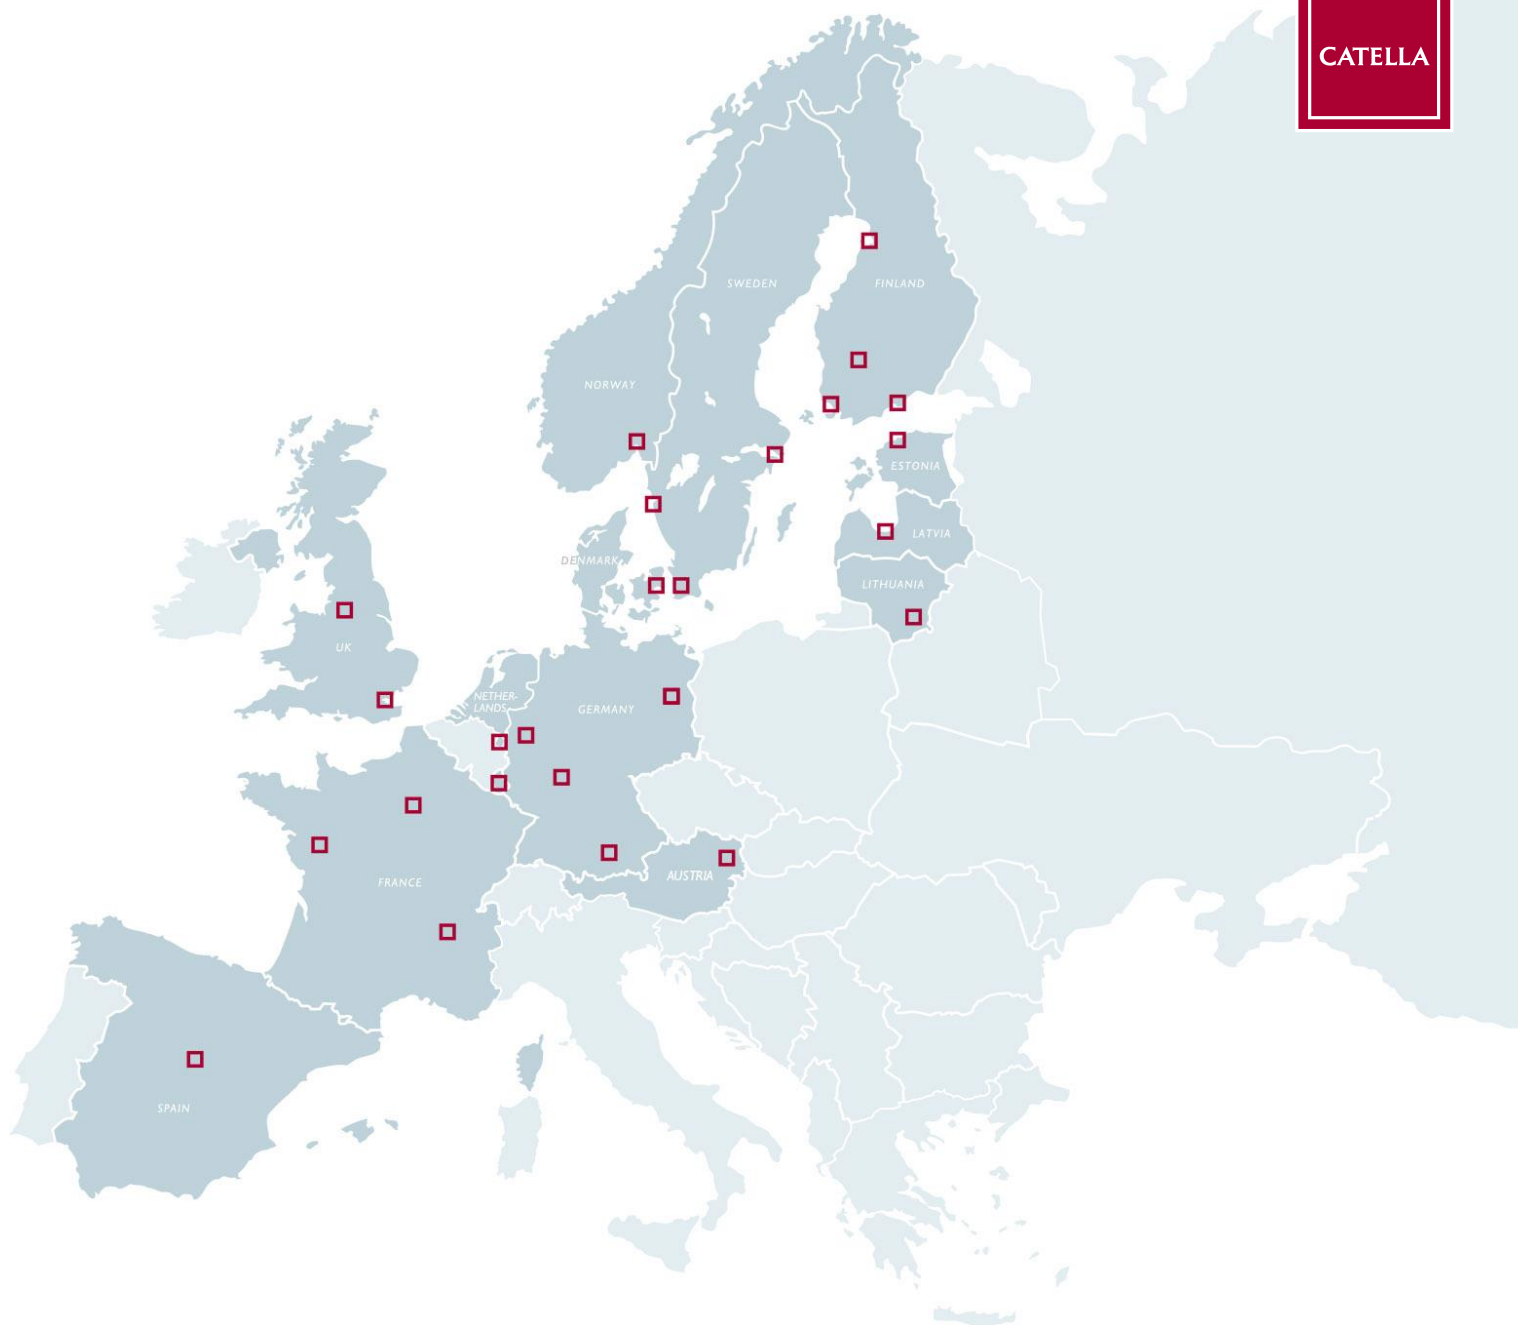 CATELLA
SWEDEN
FINLAND
NORWAY
ESTONIA
LATVIA
DENMARK
LITHUANIA
UK
NETHER-
LANDS
GERMANY
AUSTRIA
FRANCE
SPAIN